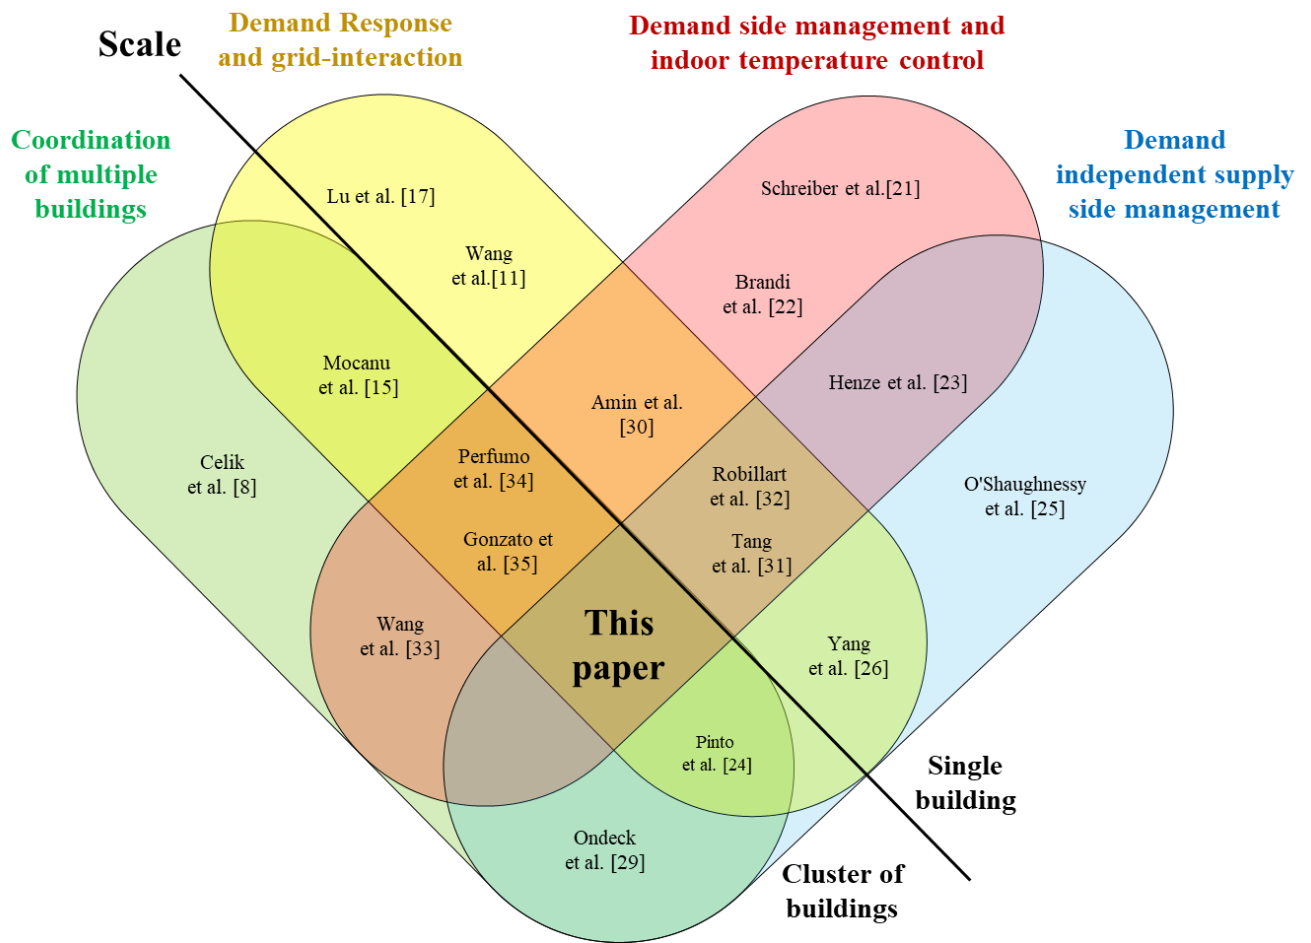 Scale
Demand Response
and grid-interaction
Demand side management and
indoor temperature control
Coordination
of multiple
buildings
Demand
independent supply
side management
Lu et al. [17]
Wang
et al.[11]
Schreiber et al.[21]
Brandi
et al. [22]
Mocanu
et al. [15]
Amin et al.
[30]
Henze et al. [23]
Celik
et al. [8]
Perfumo
et al. [34]
Gonzato et
al. [35]
Robillart
et al. [32]
Tang
et al. [31]
O'Shaughnessy
et al. [25]
Wang
et al. [33]
This
paper
Yang
et al. [26]
Pinto
et al. [24]
Single
building
Ondeck
et al. [29]
Cluster of
buildings